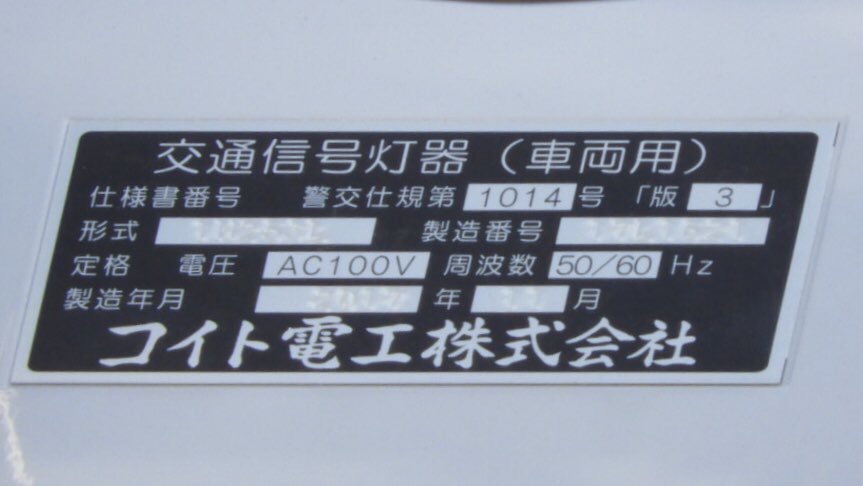 交通信号灯器（車両用）
仕様書番号 警交仕規第 1014 号 「版 3 」
形式 製造番号
定格 電圧 AC100V 周波数 50/60 Hz
製造年月 年 月
コイト電工株式会社